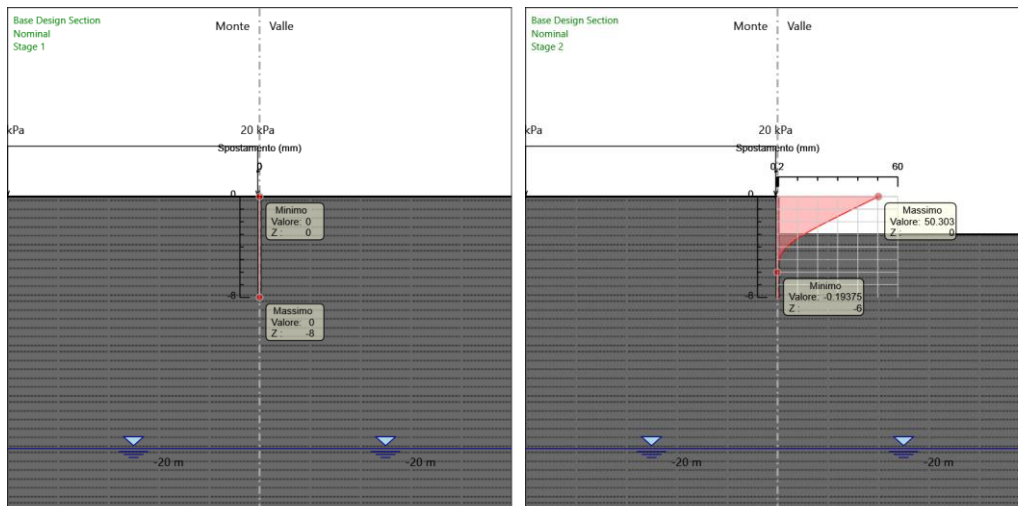 Base Design Section
Nominal
Stage 1
Monte
Valle
kPa
20 kPa
Spostamento (mm)
0
0
Minimo
Valore: 0
Z : 0
-8
Massimo
Valore: 0
Z : -8
-20 m
-20 m
Base Design Section
Nominal
Stage 2
Monte
Valle
kPa
20 kPa
Spostamento (mm)
60
0
Massimo
Valore: 50.303
Z : 0
Minimo
Valore: -0.19375
Z : -6
-8
-20 m
-20 m